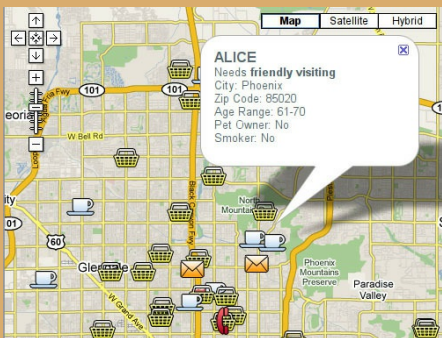 Map Satellite Hybrid
ALICE
Needs friendly visiting
City: Phoenix
Zip Code: 85020
Age Range: 61-70
Pet Owner: No
Smoker: No
101
101
W Bell Rd
Black Canyon Fwy
North
Mountain
60
Phoenix
Mountains
Preserve
Paradise
Valley
W Grand Ave